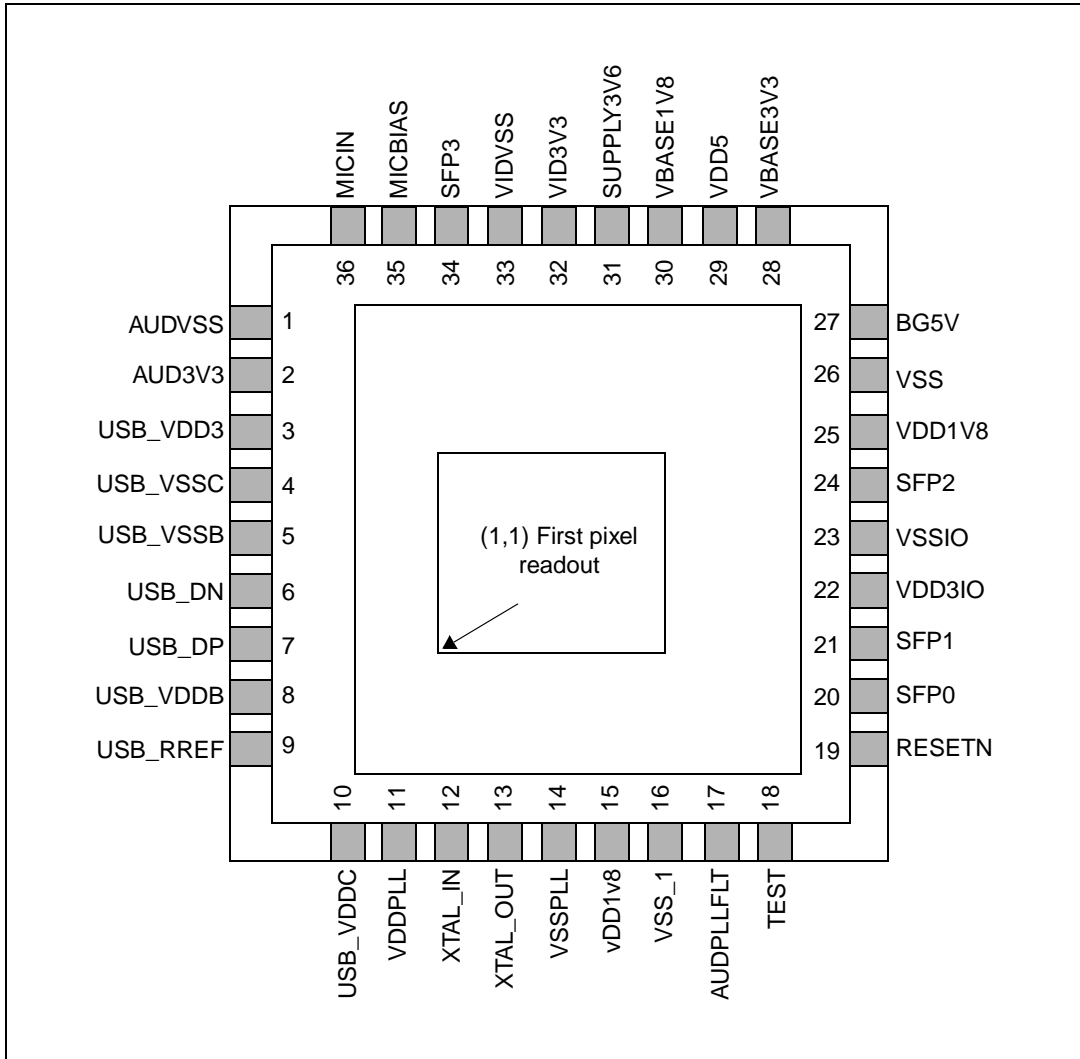 MICIN
MICBIAS
SFP3
VIDVSS
VID3V3
SUPPLY3V6
VBASE1V8
VDD5
VBASE3V3
36
35
34
33
32
31
30
29
28
AUDVSS 1
AUD3V3 2
USB_VDD3 3
USB_VSSC 4
USB_VSSB 5
USB_DN 6
USB_DP 7
USB_VDDB 8
USB_RREF 9
(1,1) First pixel
readout
27 BG5V
26 VSS
25 VDD1V8
24 SFP2
23 VSSIO
22 VDD3IO
21 SFP1
20 SFP0
19 RESETN
10
11
12
13
14
15
16
17
18
USB_VDDC
VDDPLL
XTAL_IN
XTAL_OUT
VSSPLL
vDD1v8
VSS_1
AUDPLLFLT
TEST